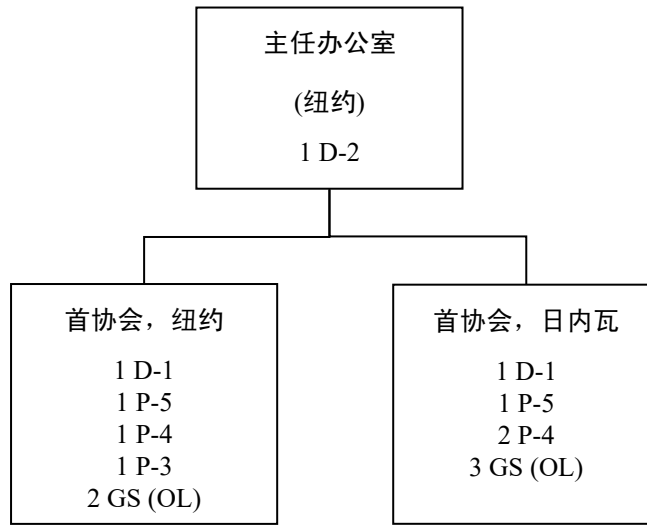 主任办公室
(纽约)
1 D-2
首协会，纽约
1 D-1
1 P-5
1 P-4
1 P-3
2 GS (OL)
首协会，日内瓦
1 D-1
1 P-5
2 P-4
3 GS (OL)